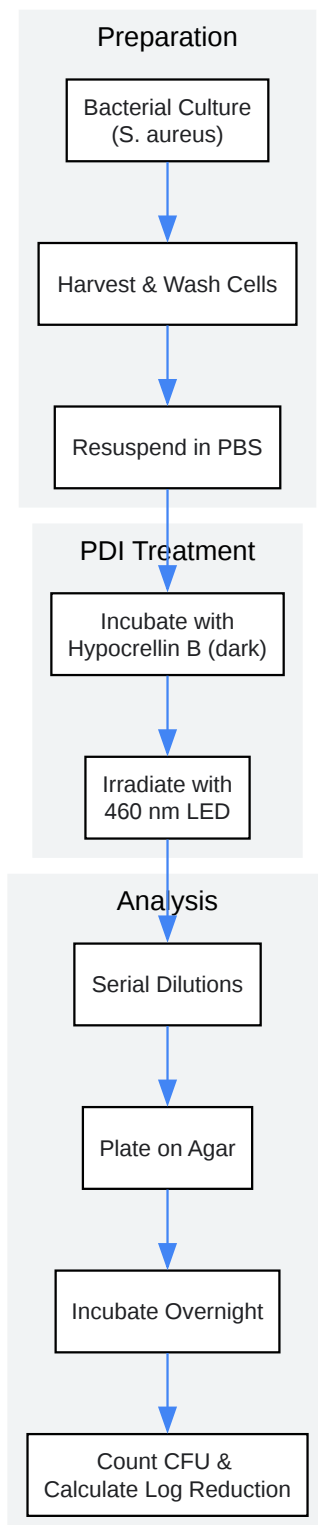 Preparation
Bacterial Culture
(S. aureus)
Harvest & Wash Cells
Resuspend in PBS
PDI Treatment
Incubate with
Hypocrellin B (dark)
Irradiate with
460 nm LED
Analysis
Serial Dilutions
Plate on Agar
Incubate Overnight
Count CFU &
Calculate Log Reduction